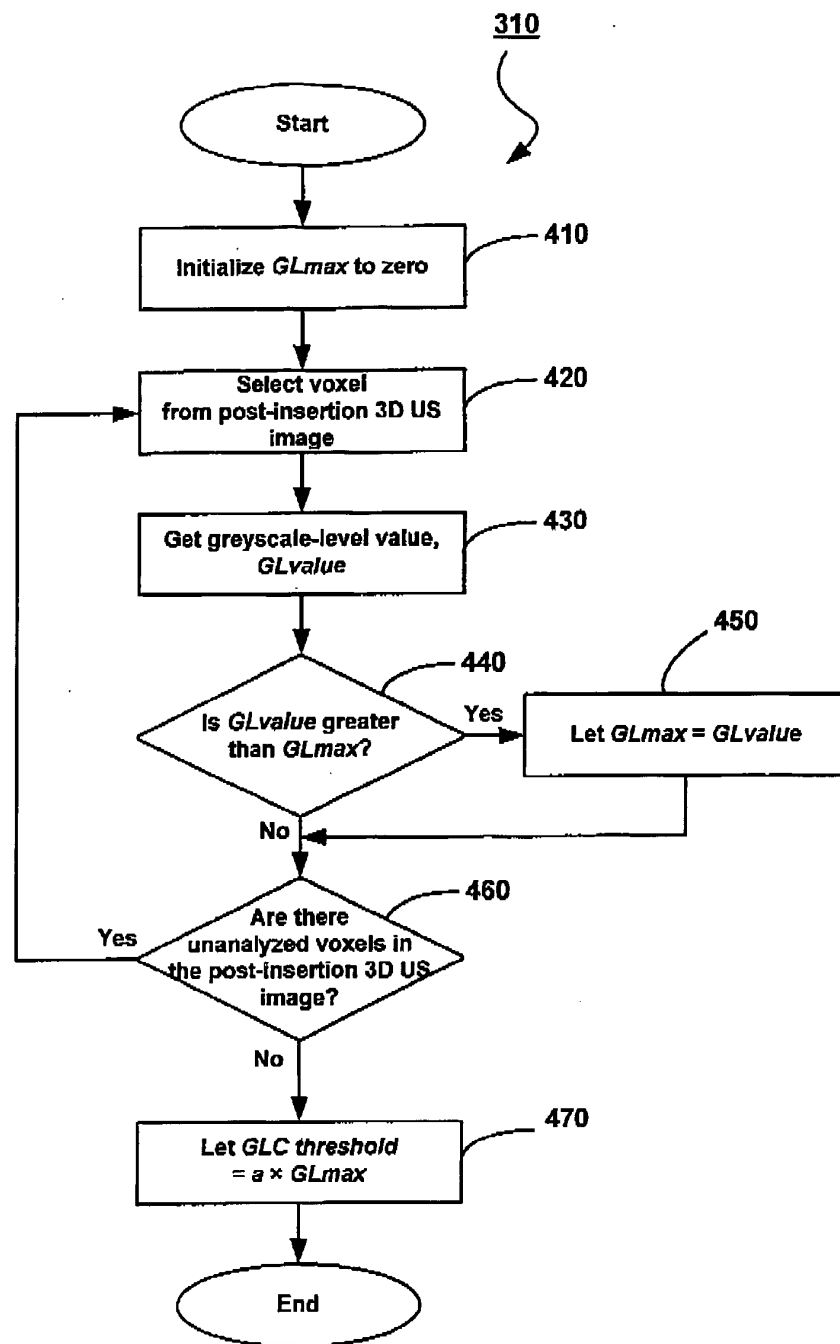 310
Start
410
Initialize GLmax to zero
420
Select voxel
from post-insertion 3D US
image
430
Get greyscale-level value,
GLvalue
440
450
Is GLvalue greater
than GLmax?
Yes
Let GLmax = GLvalue
No
460
Are there
unanalyzed voxels in
the post-insertion 3D US
image?
Yes
No
470
Let GLC threshold
= a × GLmax
End